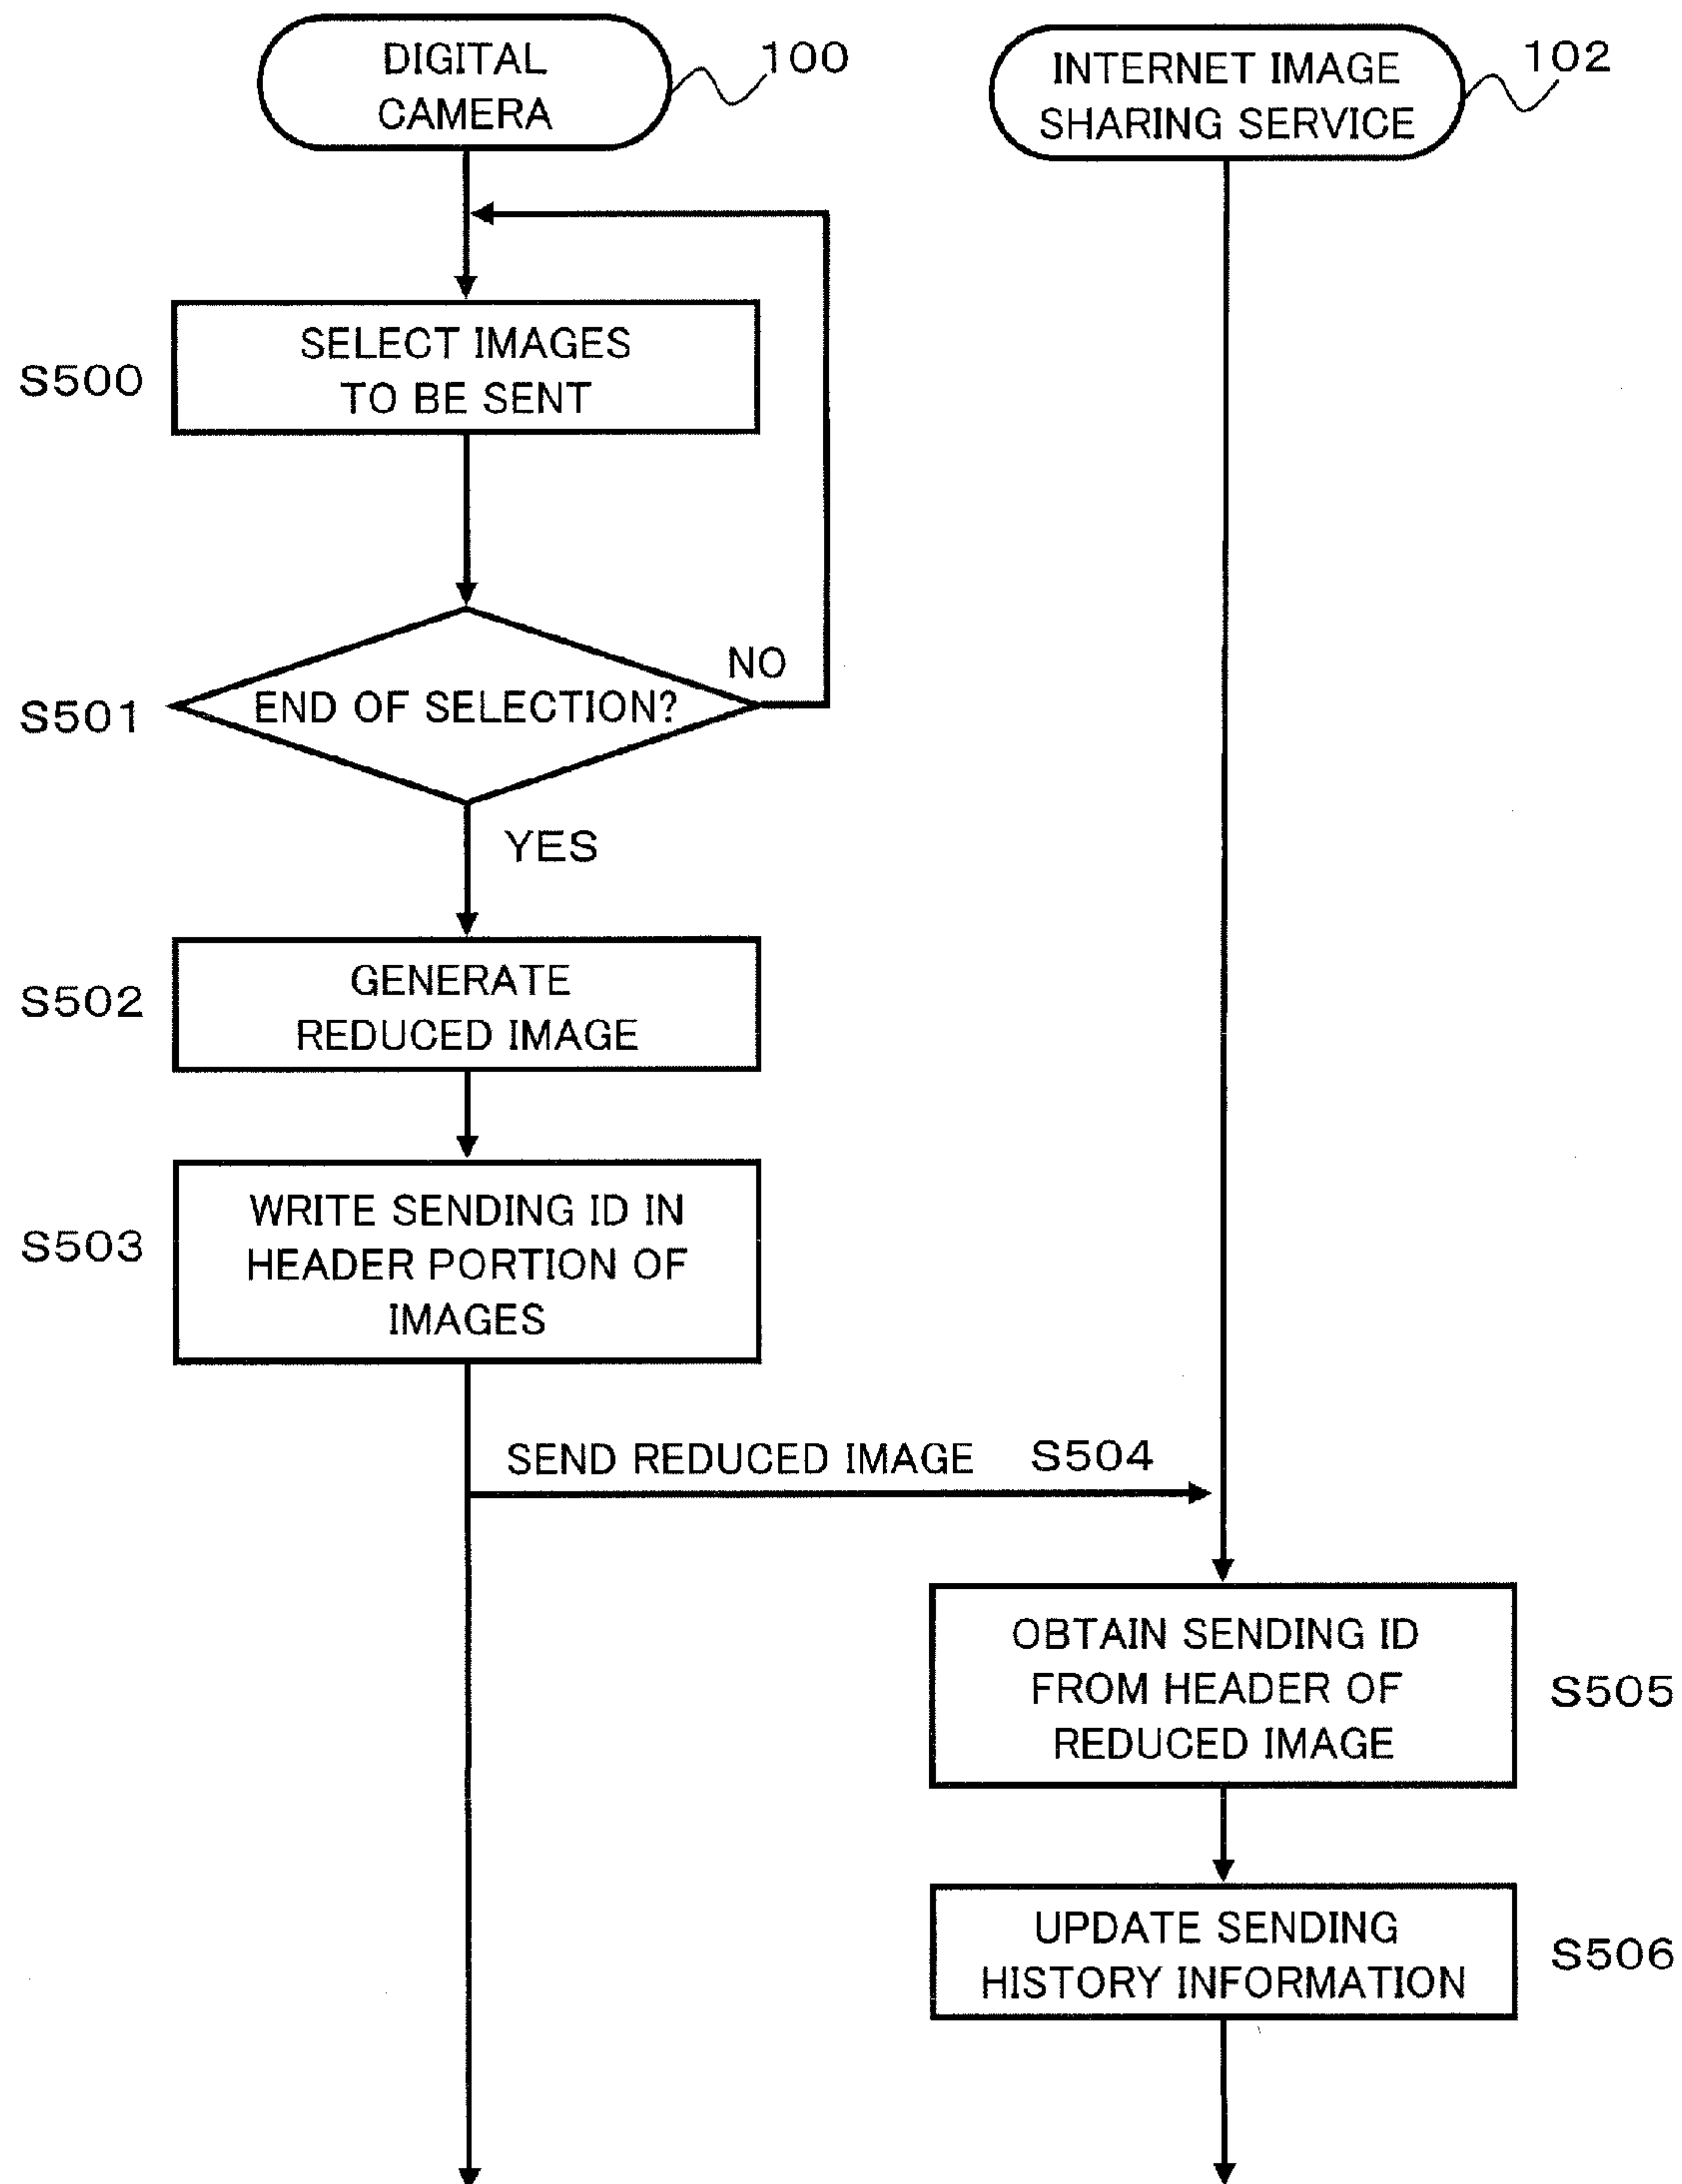 DIGITAL
CAMERA
100
INTERNET IMAGE
SHARING SERVICE
102
S500
SELECT IMAGES
TO BE SENT
S501
END OF SELECTION?
NO
YES
S502
GENERATE
REDUCED IMAGE
S503
WRITE SENDING ID IN
HEADER PORTION OF
IMAGES
SEND REDUCED IMAGE S504
OBTAIN SENDING ID
FROM HEADER OF
REDUCED IMAGE
S505
UPDATE SENDING
HISTORY INFORMATION
S506